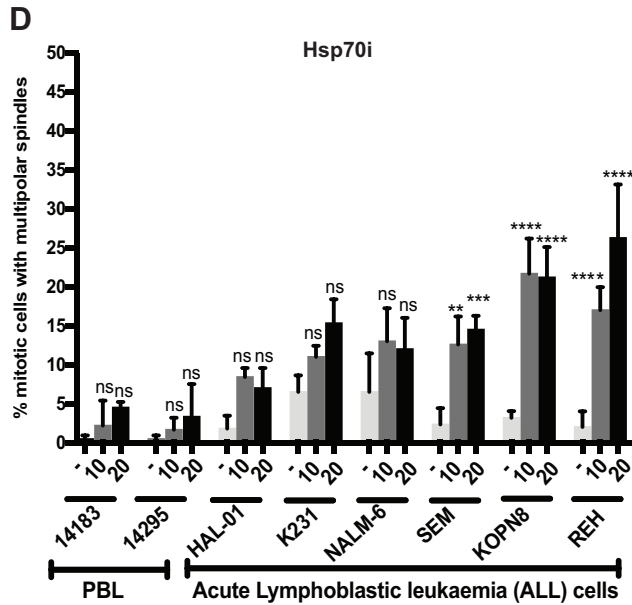 D
Hsp70i
% mitotic cells with multipolar spindles
50
45
40
35
30
25
20
15
10
5
0
ns ns
ns ns
ns ns
ns ns
ns ns
** ***
**** ****
**** ****
- 10 20
- 10 20
- 10 20
- 10 20
- 10 20
- 10 20
- 10 20
- 10 20
14183 14295 HAL-01 K231 NALM-6 SEM KOPN8 REH
PBL Acute Lymphoblastic leukaemia (ALL) cells